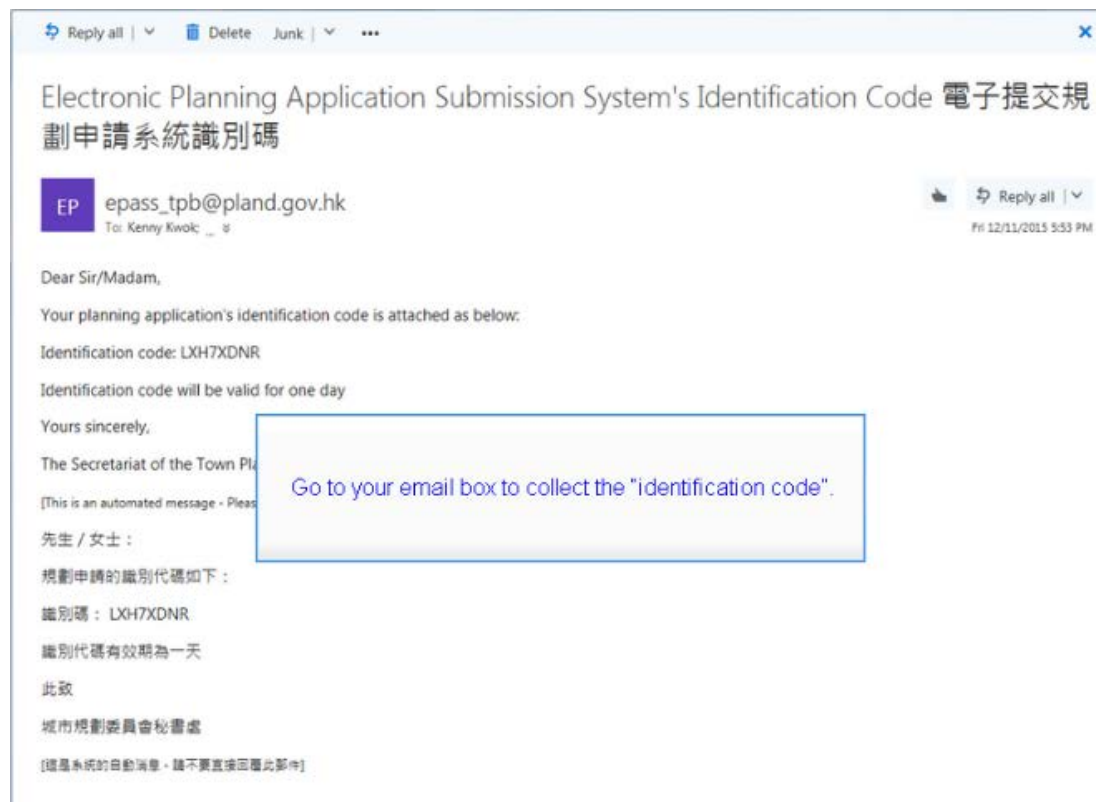 Reply all | Delete Junk | ...
Electronic Planning Application Submission System's Identification Code 電子提交規
劃申請系統識別碼
EP
epass_tpb@pland.gov.hk
Reply all |
To: Kenny Kwok;
Fri 12/11/2015 5:53 PM
Dear Sir/Madam,
Your planning application's identification code is attached as below:
Identification code: LXH7XDNR
Identification code will be valid for one day
Yours sincerely,
The Secretariat of the Town Pla
Go to your email box to collect the "identification code".
[This is an automated message - Pleas
先生 / 女士：
規劃申請的識別代碼如下：
識別碼： LXH7XDNR
識別代碼有效期為一天
此致
城市規劃委員會秘書處
[這是系統的自動消息，請不要直接回覆此郵件]